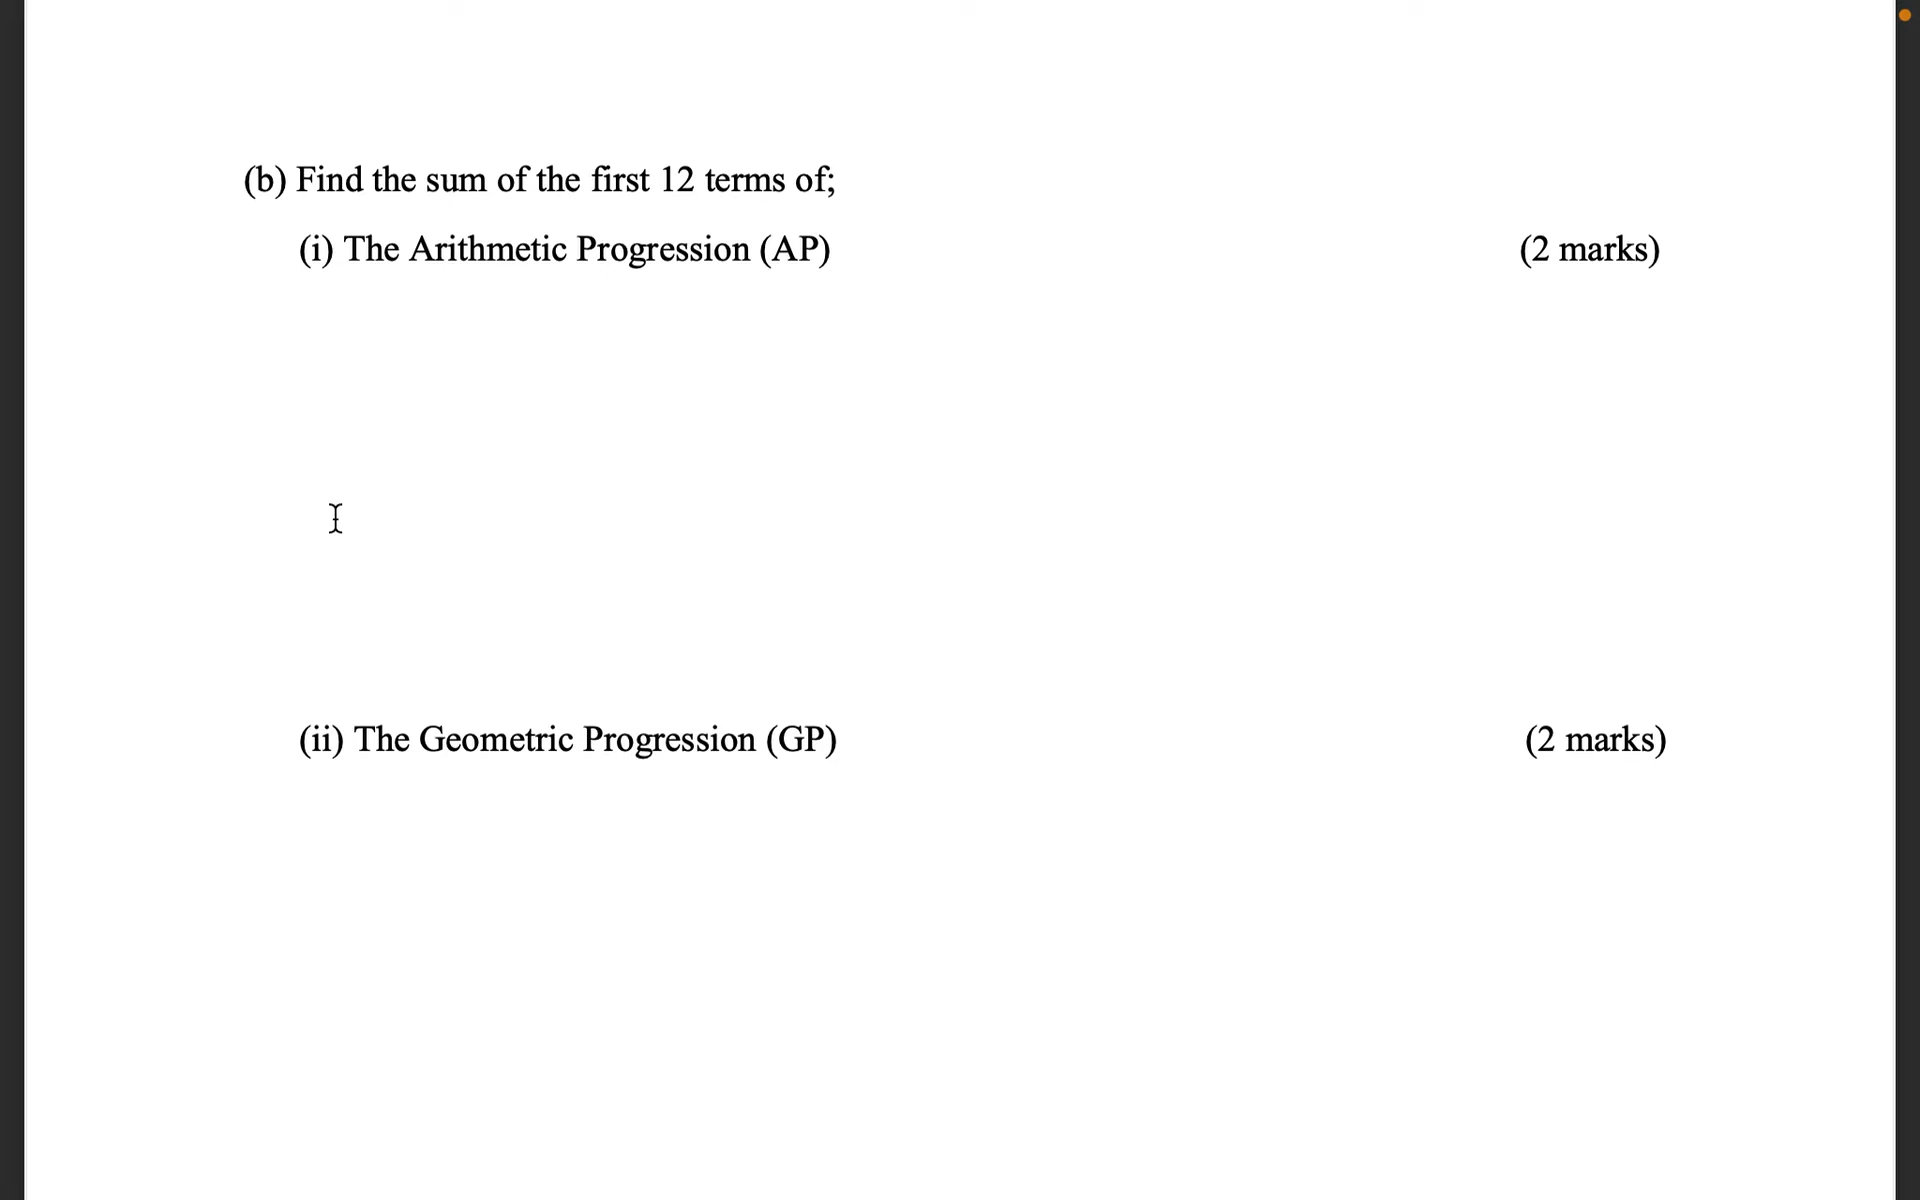 (b) Find the sum of the first 12 terms of;
(i) The Arithmetic Progression (AP) (2 marks)
(ii) The Geometric Progression (GP) (2 marks)